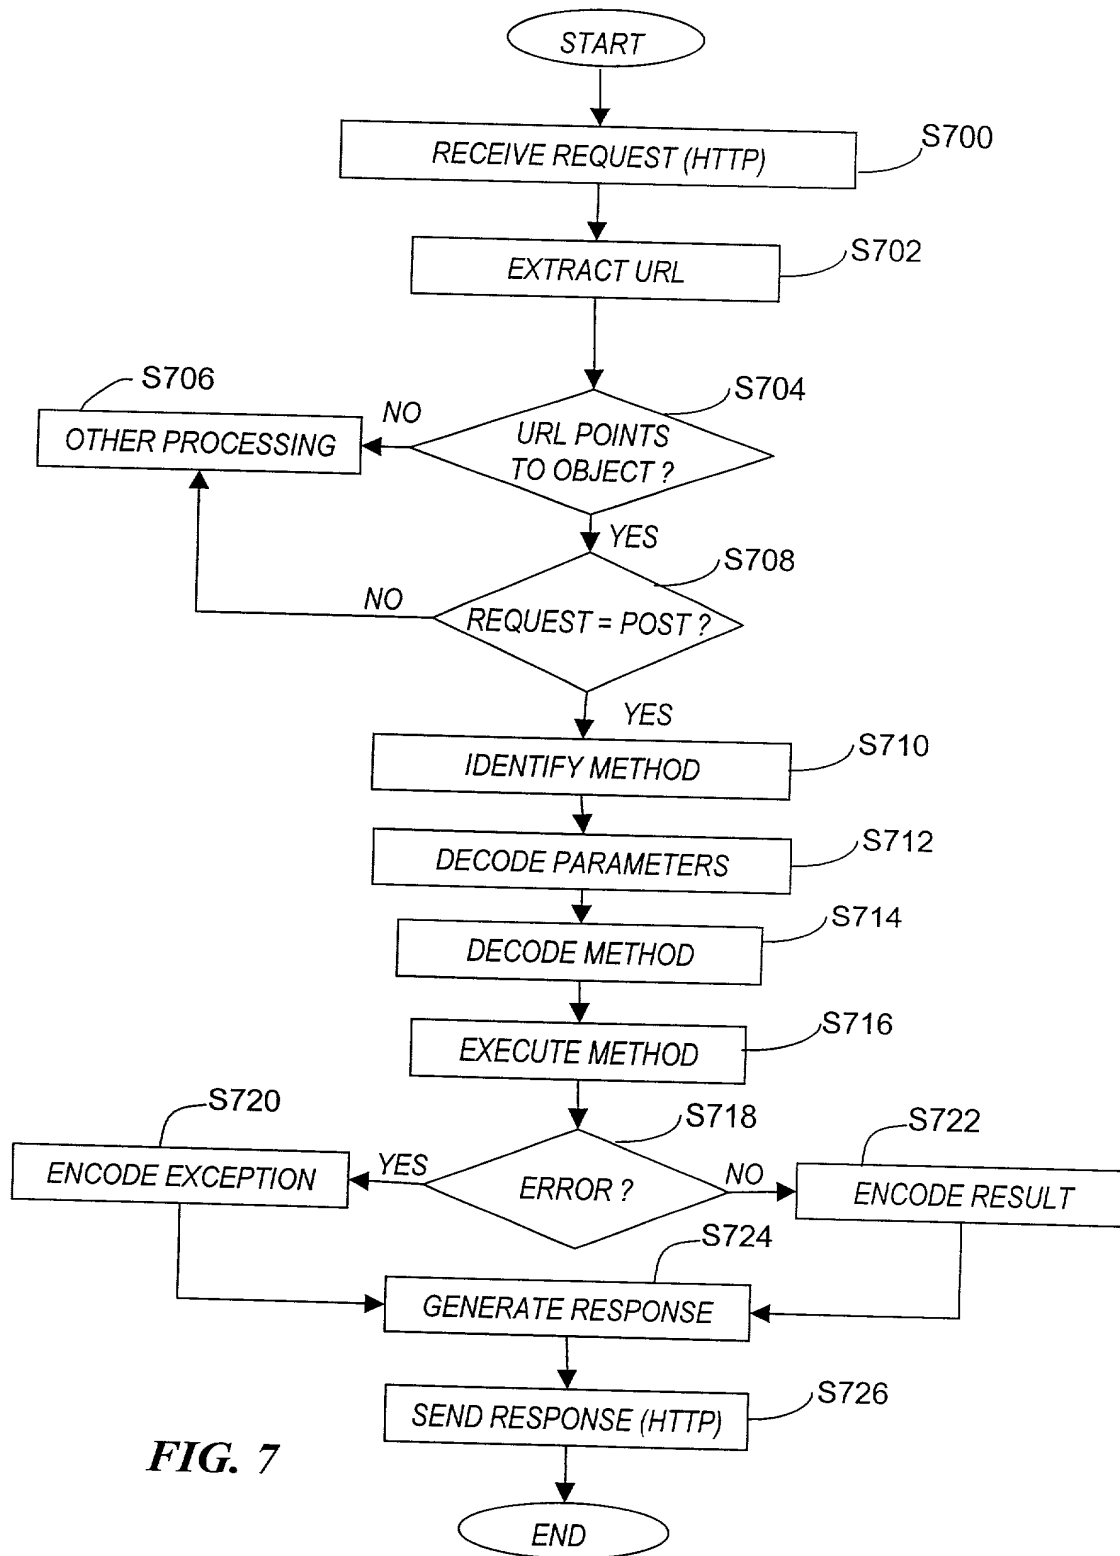 START
RECEIVE REQUEST (HTTP)
S700
EXTRACT URL
S702
S706
OTHER PROCESSING
NO
S704
URL POINTS
TO OBJECT ?
YES
S708
NO
REQUEST = POST ?
YES
IDENTIFY METHOD
S710
DECODE PARAMETERS
S712
DECODE METHOD
S714
EXECUTE METHOD
S716
S720
ENCODE EXCEPTION
YES
S718
ERROR ?
NO
S722
ENCODE RESULT
S724
GENERATE RESPONSE
SEND RESPONSE (HTTP)
S726
FIG. 7
END